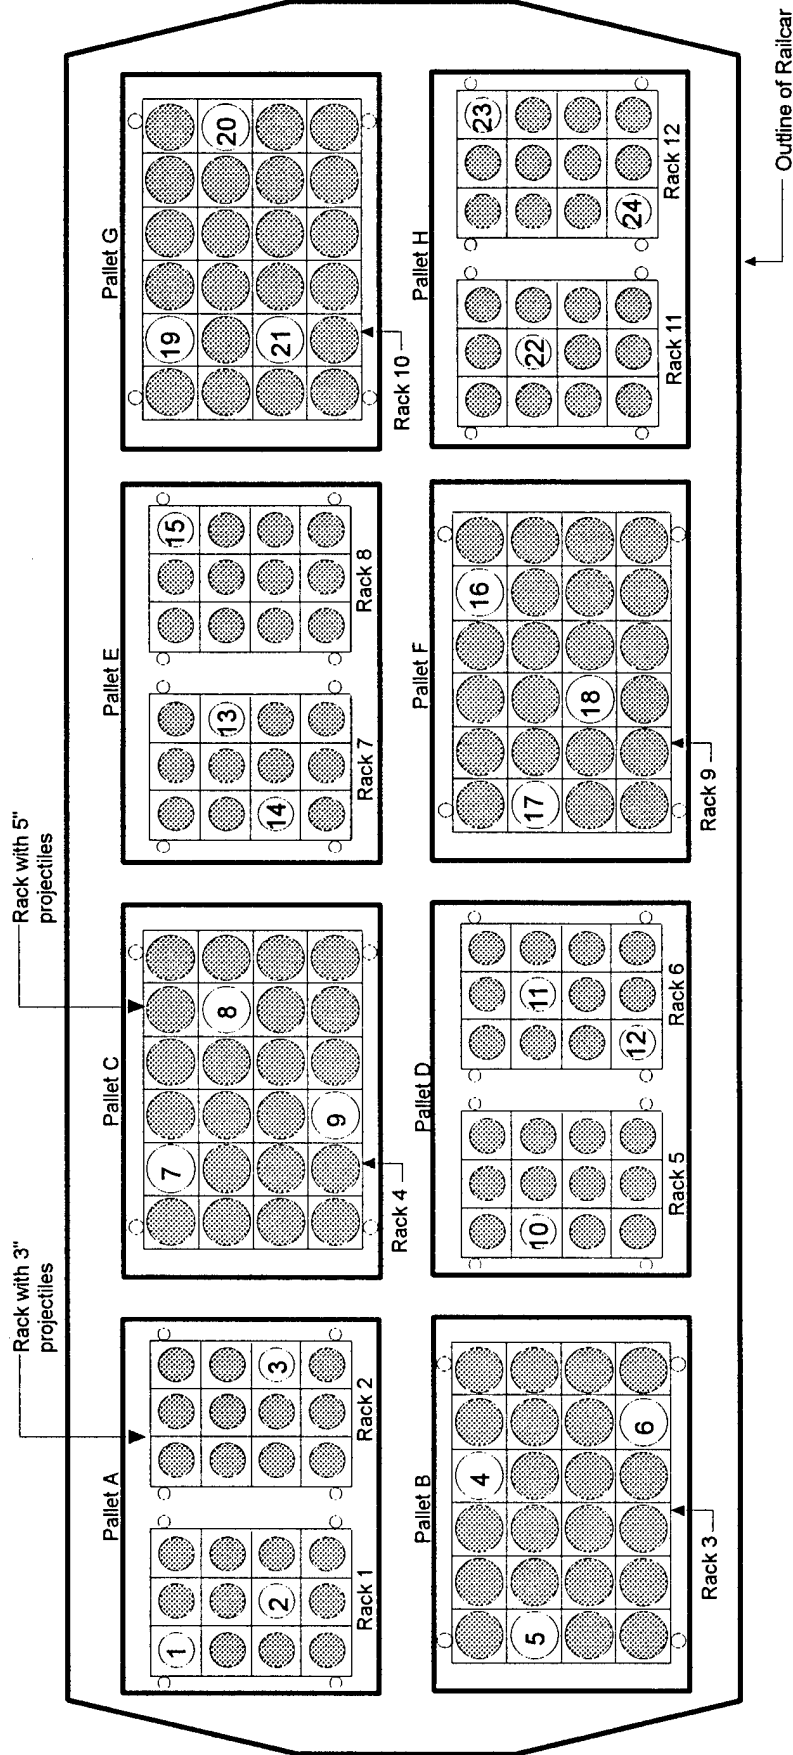 Rack with 3"
projectiles
Rack with 5"
projectiles
Pallet A
1
2
3
Rack 1
Rack 2
Pallet C
7
8
9
Rack 4
Pallet E
13
14
15
Rack 7
Rack 8
Pallet G
19
20
21
Rack 10
Pallet B
4
5
6
Rack 3
Pallet D
10
11
12
Rack 5
Rack 6
Pallet F
16
17
18
Rack 9
Pallet H
22
23
24
Rack 11
Rack 12
Outline of Railcar